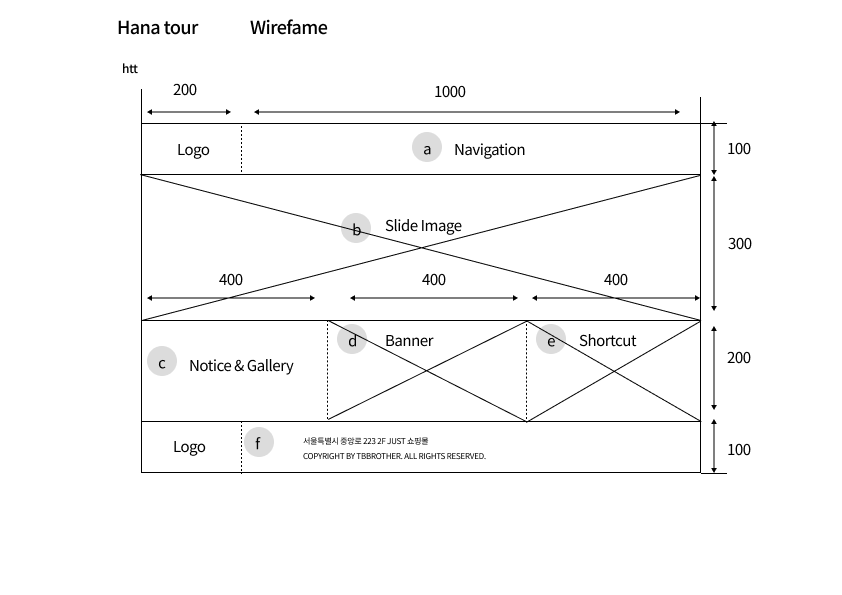 Hana tour Wirefame
htt
200 1000
Logo a Navigation 100
b Slide Image
300
400 400 400
c Notice & Gallery d Banner e Shortcut 200
Logo f 서울특별시 중앙로 223 2F JUST 쇼핑몰
COPYRIGHT BY TBBROTHER. ALL RIGHTS RESERVED.
100